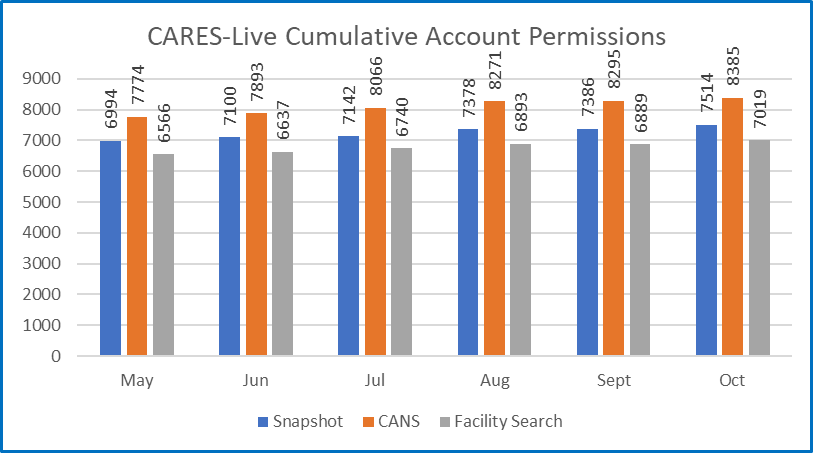 CARES-Live Cumulative Account Permissions
9000
8000
7000
6000
5000
4000
3000
2000
1000
0
6994 7774 6566 7100 7893 6637 7142 8066 6740 7378 8271 6893 7386 8295 6889 7514 8385 7019
May Jun Jul Aug Sept Oct
Snapshot CANS Facility Search